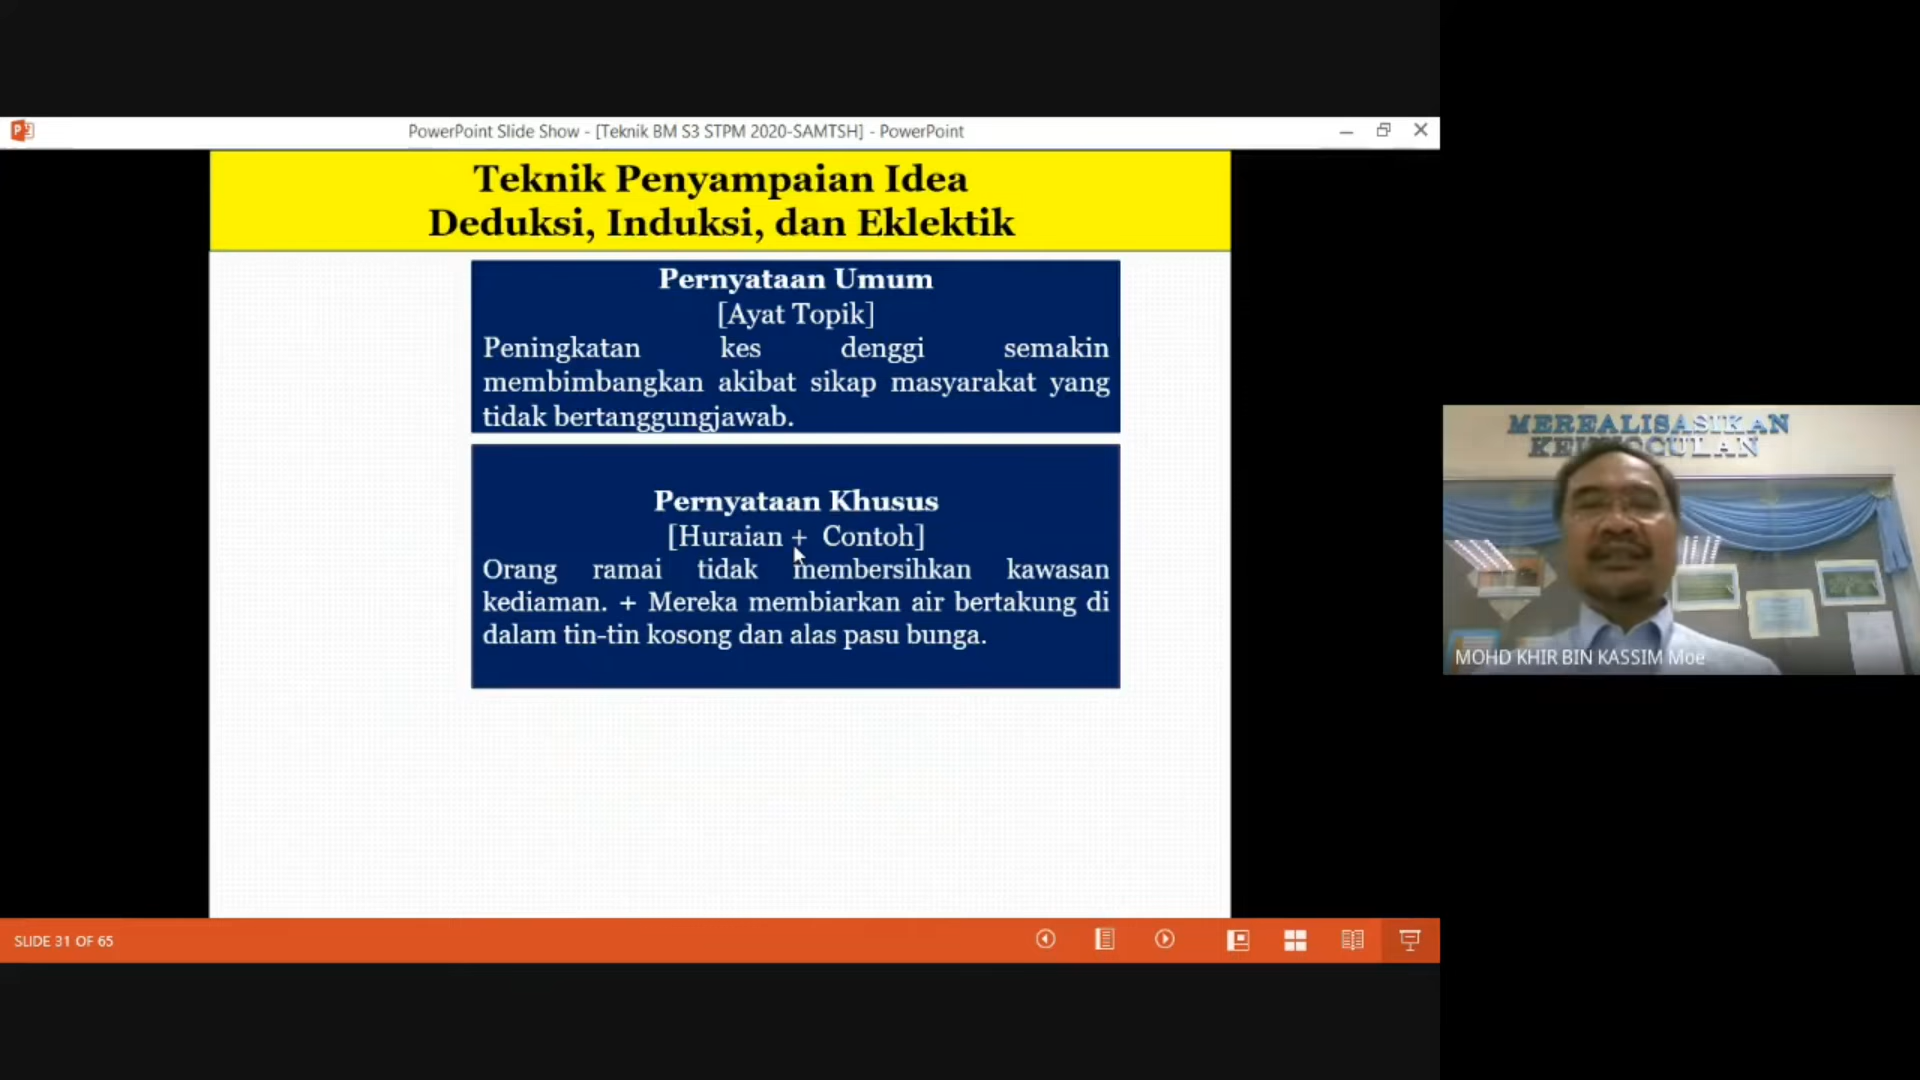 PowerPoint Slide Show - [Teknik BM S3 STPM 2020-SAMTSH] - PowerPoint
Teknik Penyampaian Idea
Deduksi, Induksi, dan Eklektik
Pernyataan Umum
[Ayat Topik]
Peningkatan kes denggi semakin
membimbangkan akibat sikap masyarakat yang
tidak bertanggungjawab.
Pernyataan Khusus
[Huraian + Contoh]
Orang ramai tidak membersihkan kawasan
kediaman. + Mereka membiarkan air bertakung di
dalam tin-tin kosong dan alas pasu bunga.
SLIDE 31 OF 65
MEREALISASIKAN
MOHD KHIR BIN KASSIM Moe